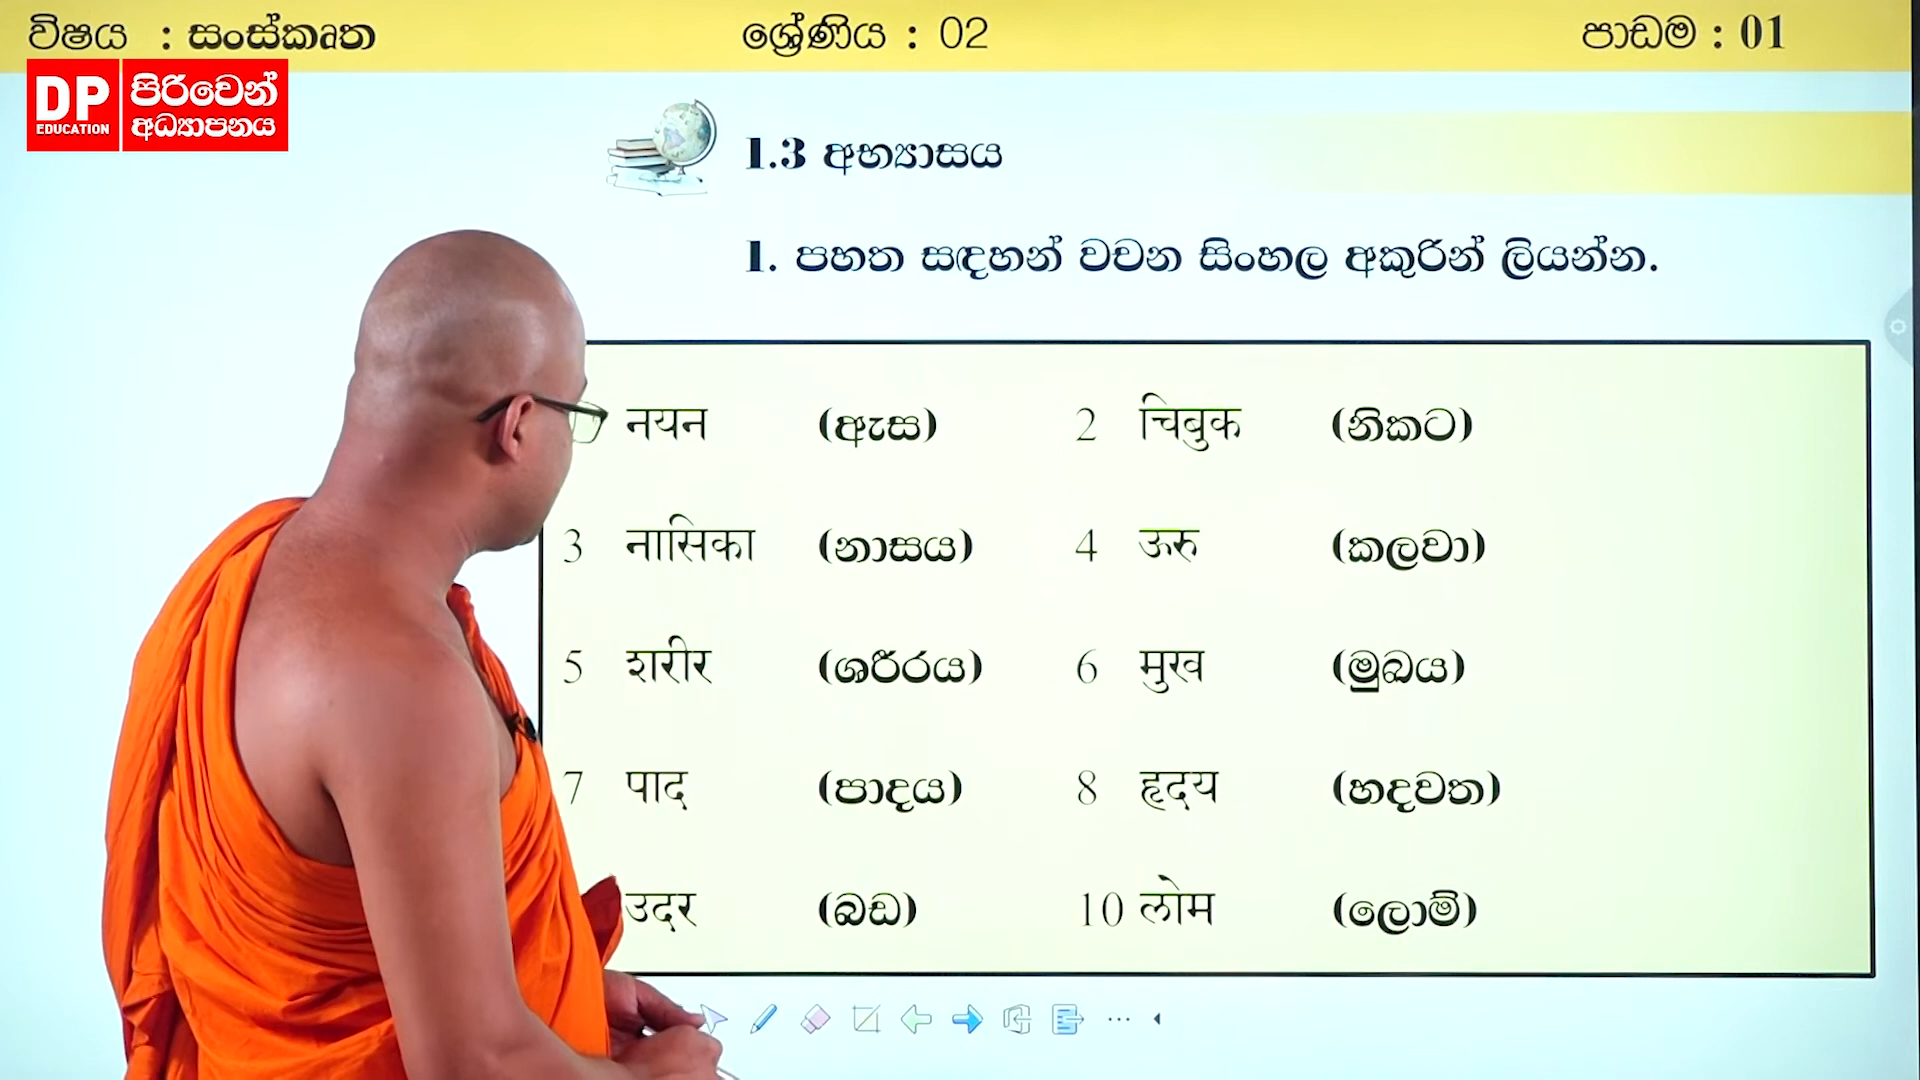 විෂය : සංස්කෘත ශ්‍රේණිය : 02 පාඩම : 01
DP EDUCATION පිරිවෙන් අධ්‍යාපනය
1.3 අභ්‍යාසය
1. පහත සඳහන් වචන සිංහල අකුරින් ලියන්න.
नयन (ඇස) 2 चिबुक (නිකට)
3 नासिका (නාසය) 4 ऊरु (කලවා)
5 शरीर (ශරීරය) 6 मुख (මුඛය)
7 पाद (පාදය) 8 हृदय (හදවත)
उदर (බඩ) 10 लोम (ලොම්)